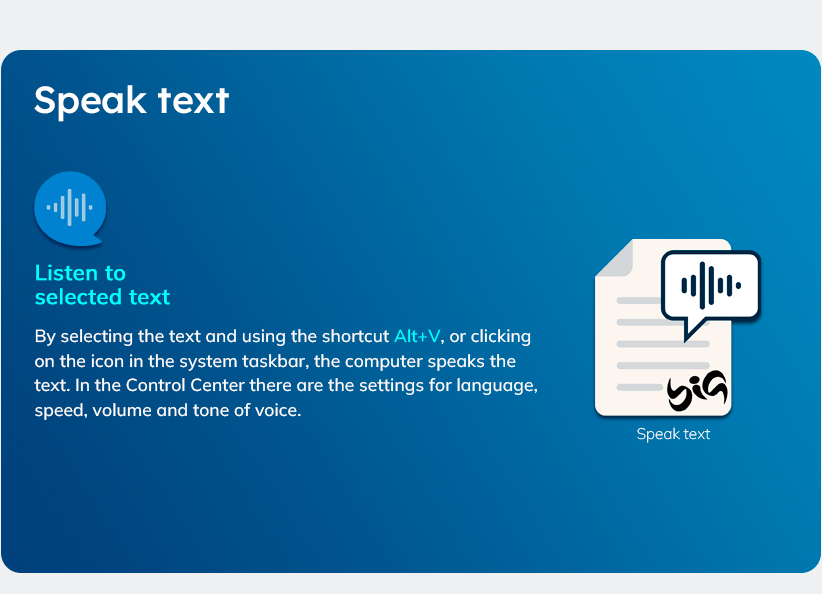 Speak text
Listen to
selected text
By selecting the text and using the shortcut Alt+V, or clicking
on the icon in the system taskbar, the computer speaks the
text. In the Control Center there are the settings for language,
speed, volume and tone of voice.
big
Speak text